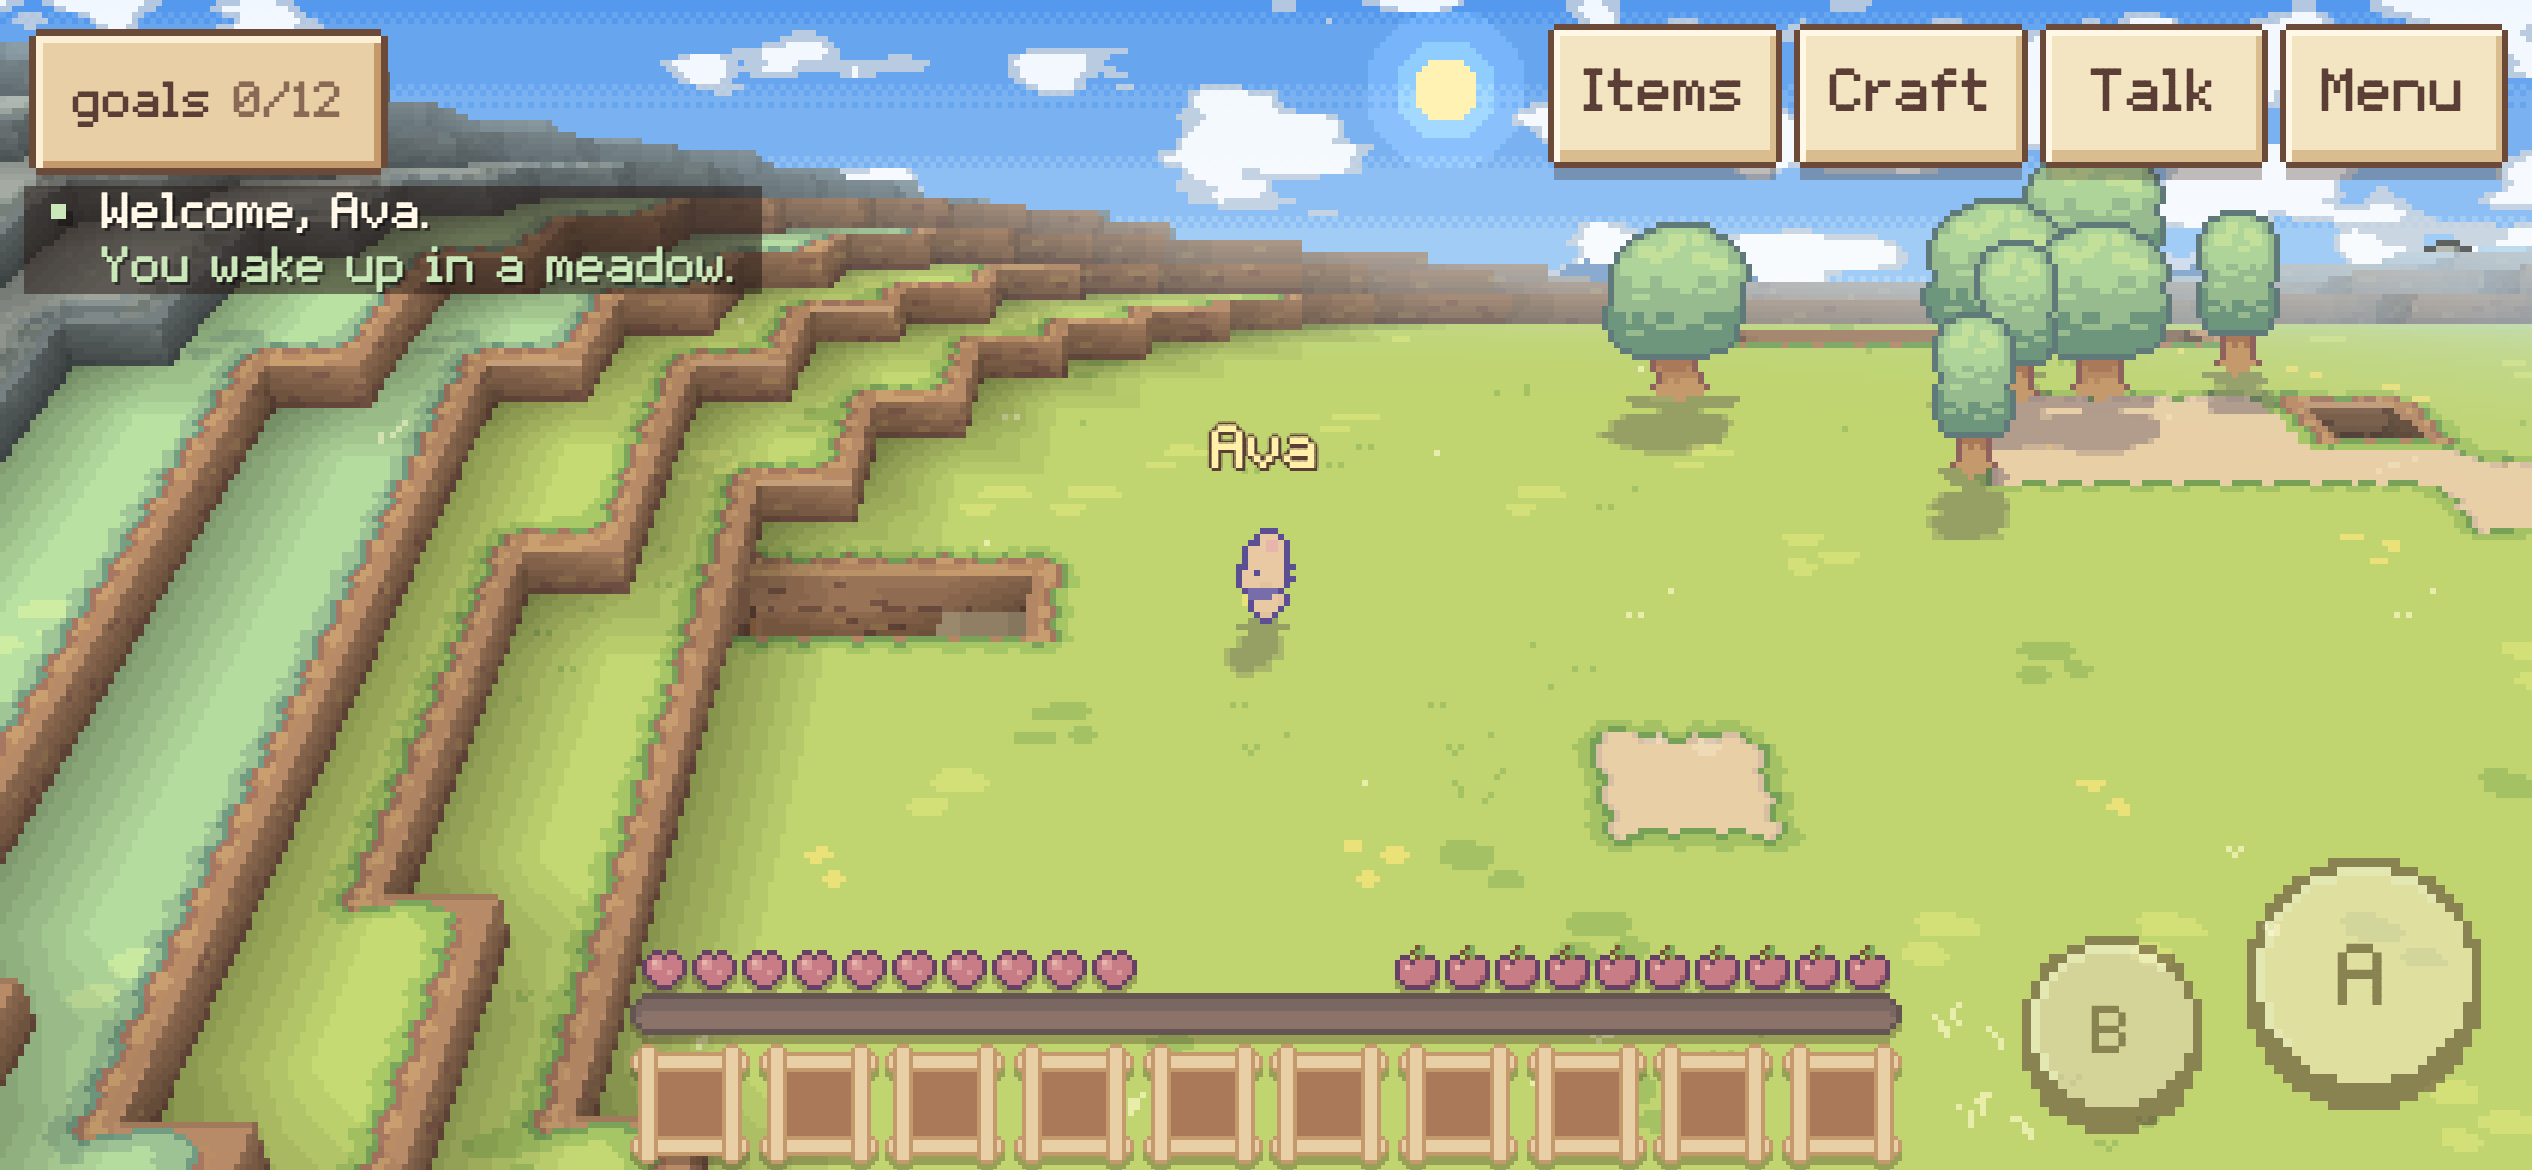 goals 0/12
Items
Craft
Talk
Menu
Welcome, Ava.
You wake up in a meadow.
Ava
B
A